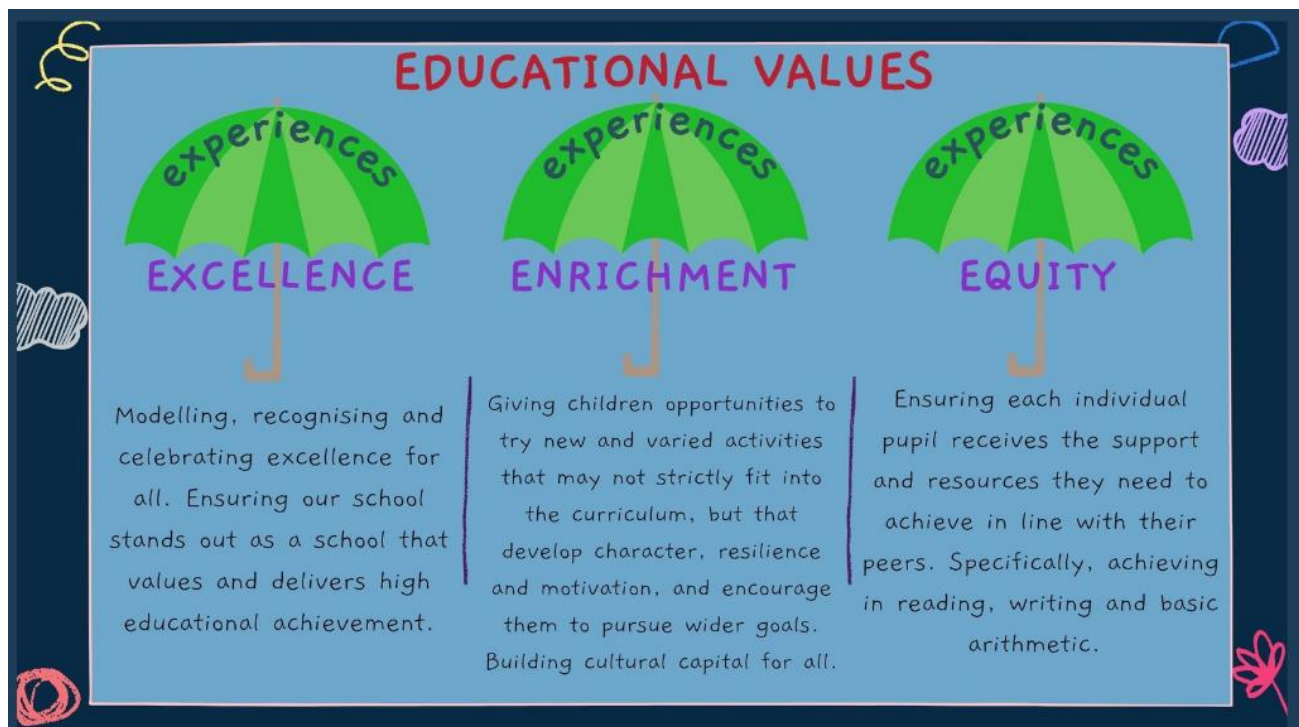 EDUCATIONAL VALUES
experiences
EXCELLENCE
Modelling, recognising and
celebrating excellence for
all. Ensuring our school
stands out as a school that
values and delivers high
educational achievement.
experiences
ENRICHMENT
Giving children opportunities to
try new and varied activities
that may not strictly fit into
the curriculum, but that
develop character, resilience
and motivation, and encourage
them to pursue wider goals.
Building cultural capital for all.
experiences
EQUITY
Ensuring each individual
pupil receives the support
and resources they need to
achieve in line with their
peers. Specifically, achieving
in reading, writing and basic
arithmetic.